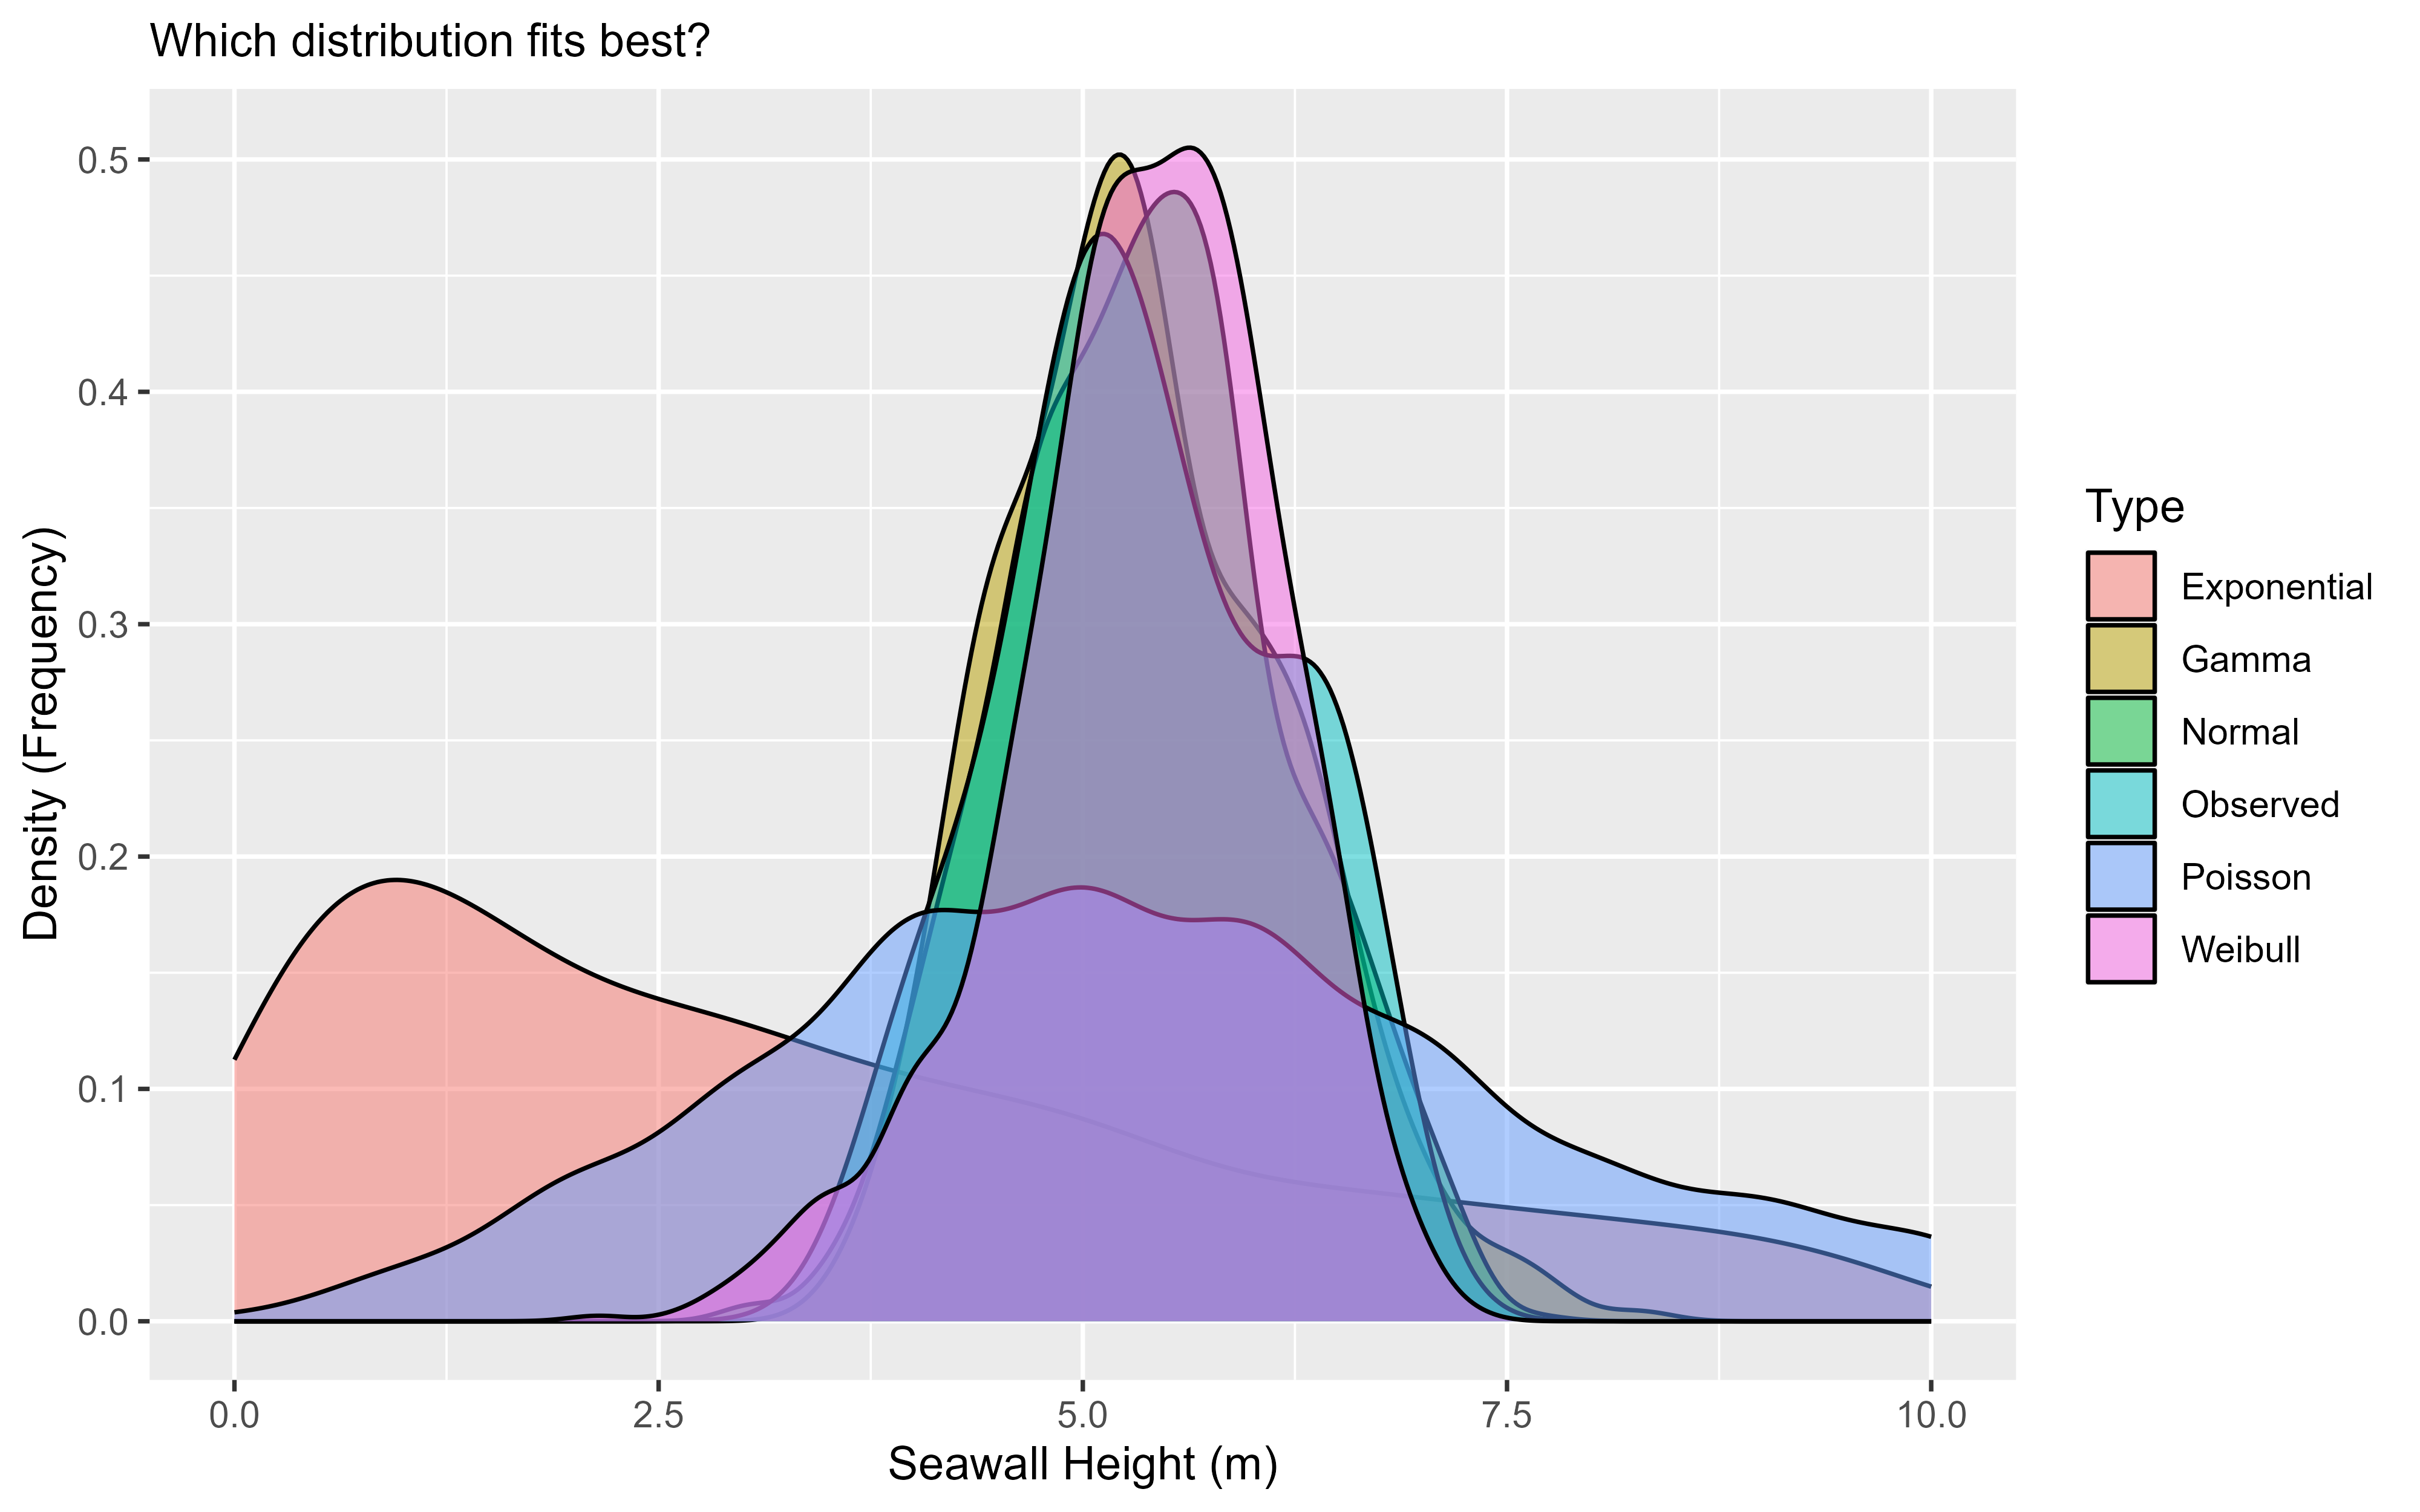 Which distribution fits best?
0.5
0.4
0.3
0.2
0.1
0.0
Density (Frequency)
0.0 2.5 5.0 7.5 10.0
Seawall Height (m)
Type
Exponential
Gamma
Normal
Observed
Poisson
Weibull